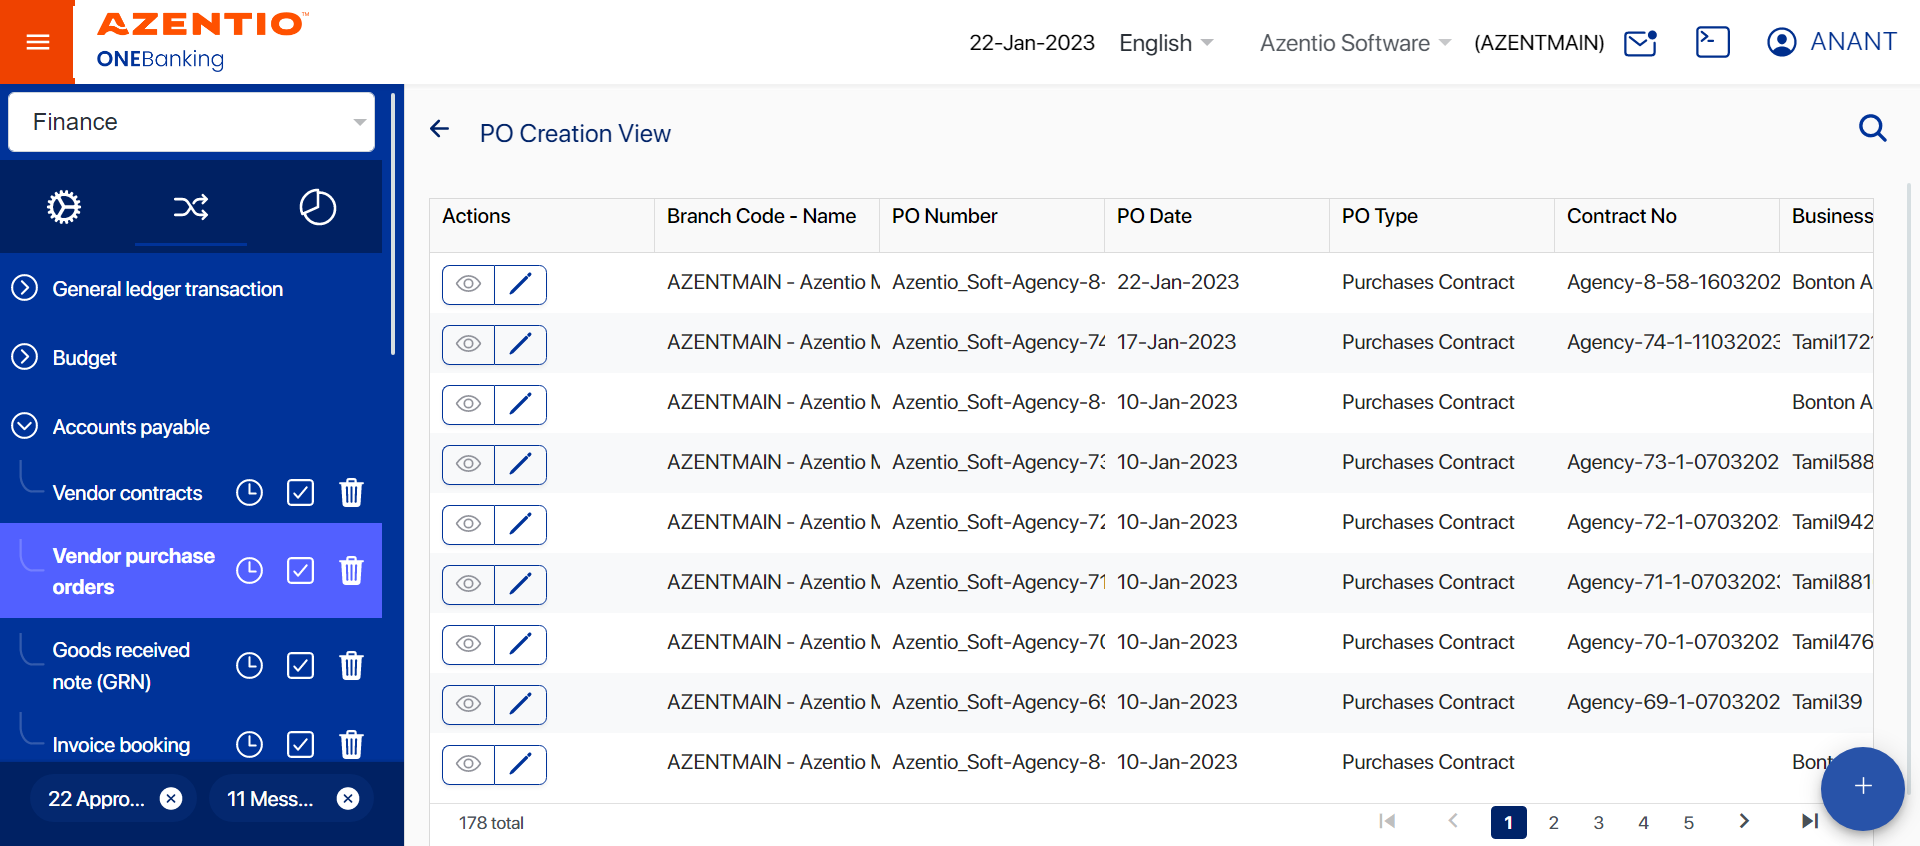 AZENTIO™
ONEBanking
22-Jan-2023
English
Azentio Software
(AZENTMAIN)
ANANT
Finance
General ledger transaction
Budget
Accounts payable
Vendor contracts
Vendor purchase
orders
Goods received
note (GRN)
Invoice booking
22 Appro...
11 Mess...
PO Creation View
Actions Branch Code - Name PO Number PO Date PO Type Contract No Business
AZENTMAIN - Azentio Azentio_Soft-Agency-8- 22-Jan-2023 Purchases Contract Agency-8-58-1603202 Bonton A
AZENTMAIN - Azentio Azentio_Soft-Agency-74 17-Jan-2023 Purchases Contract Agency-74-1-11032023 Tamil1721
AZENTMAIN - Azentio Azentio_Soft-Agency-8- 10-Jan-2023 Purchases Contract Bonton A
AZENTMAIN - Azentio Azentio_Soft-Agency-73 10-Jan-2023 Purchases Contract Agency-73-1-0703202 Tamil588
AZENTMAIN - Azentio Azentio_Soft-Agency-72 10-Jan-2023 Purchases Contract Agency-72-1-0703202 Tamil942
AZENTMAIN - Azentio Azentio_Soft-Agency-71 10-Jan-2023 Purchases Contract Agency-71-1-07032023 Tamil881
AZENTMAIN - Azentio Azentio_Soft-Agency-70 10-Jan-2023 Purchases Contract Agency-70-1-0703202 Tamil476
AZENTMAIN - Azentio Azentio_Soft-Agency-69 10-Jan-2023 Purchases Contract Agency-69-1-0703202 Tamil39
AZENTMAIN - Azentio Azentio_Soft-Agency-8- 10-Jan-2023 Purchases Contract Bont
178 total
1 2 3 4 5